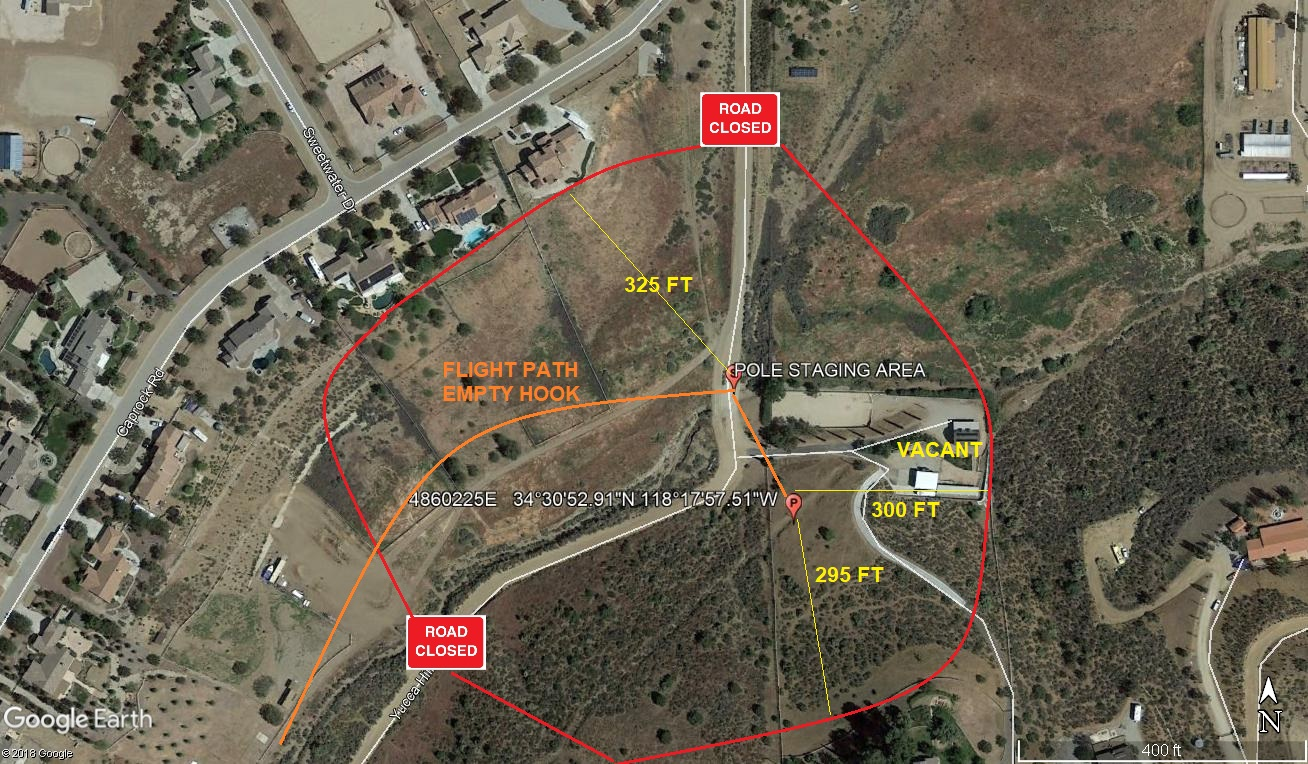 ROAD
CLOSED
Sweetwater Dr
325 FT
FLIGHT PATH
EMPTY HOOK
POLE STAGING AREA
Caprock Rd
VACANT
4860225E 34°30'52.91"N 118°17'57.51"W
P
300 FT
295 FT
ROAD
CLOSED
Yucca Hill
Google Earth
© 2018 Google
N
400 ft